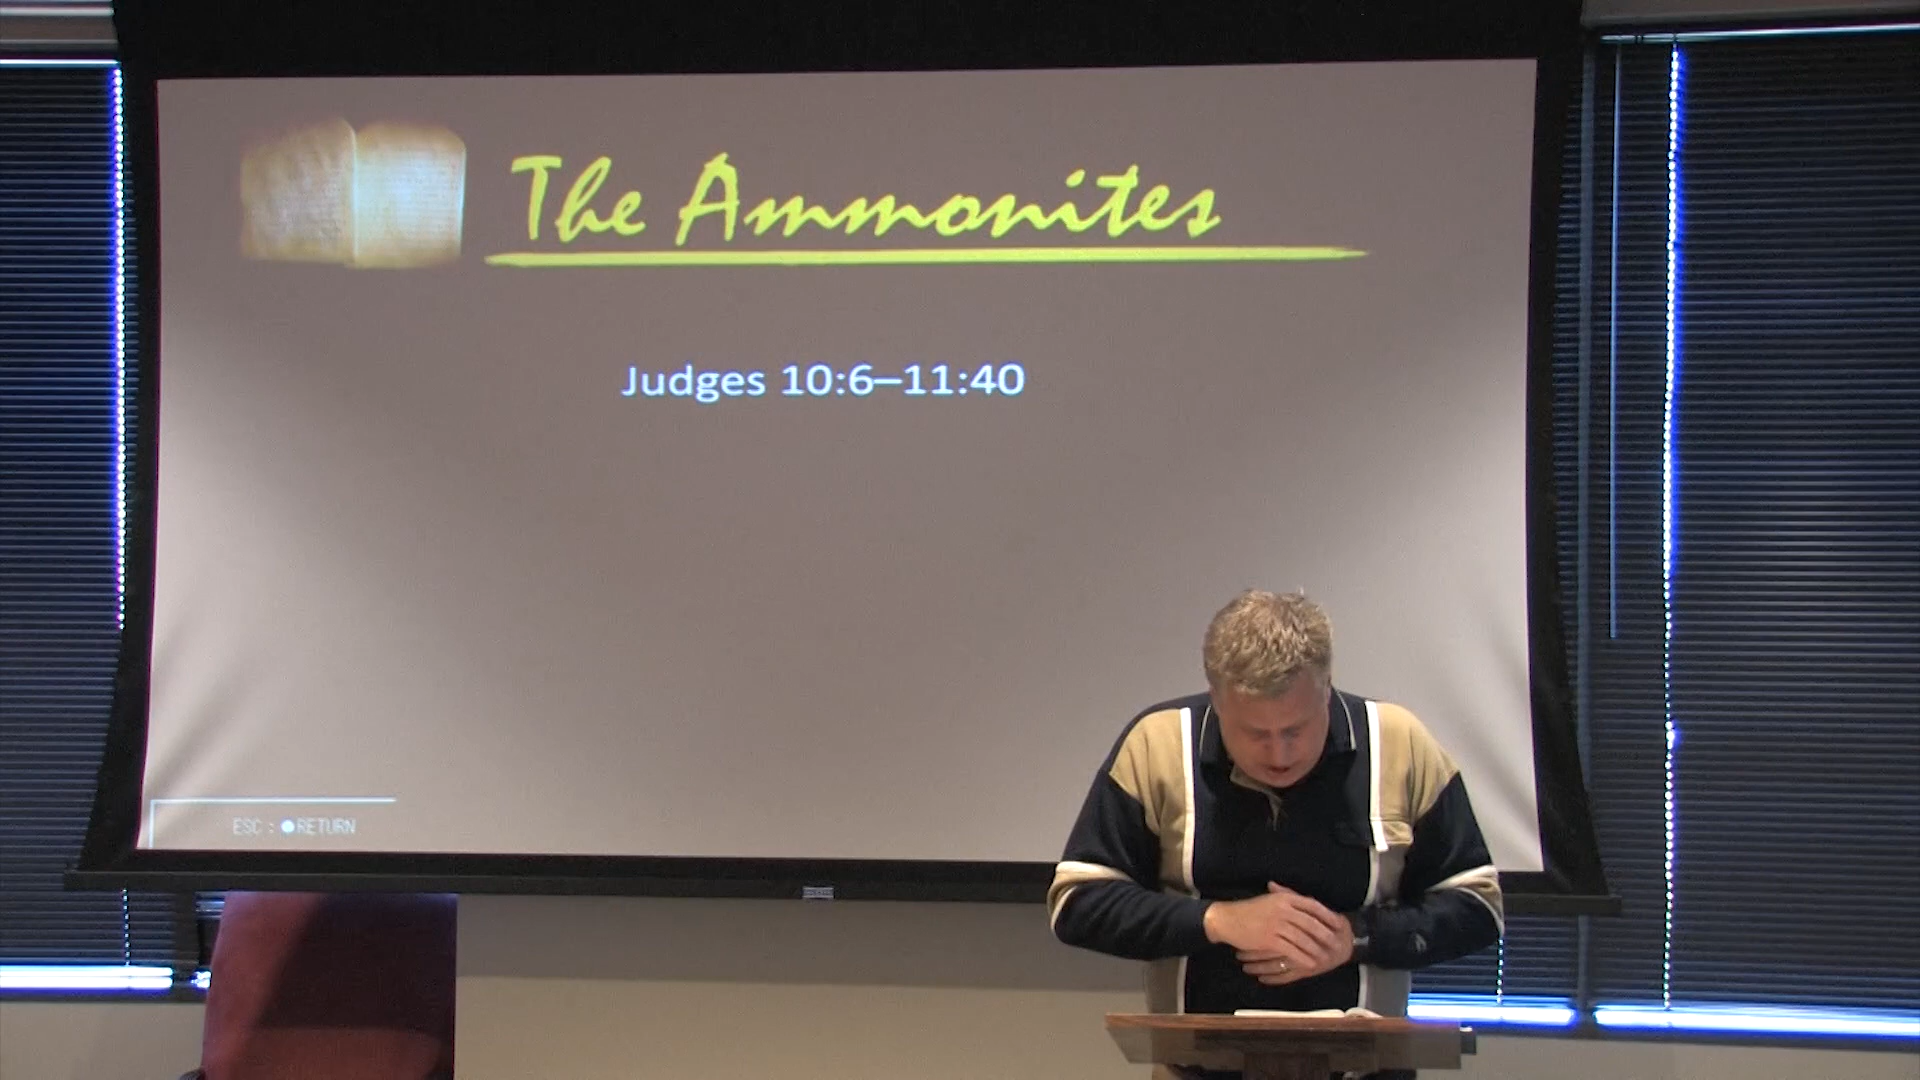 The Ammonites
Judges 10:6–11:40
ESC : ●RETURN